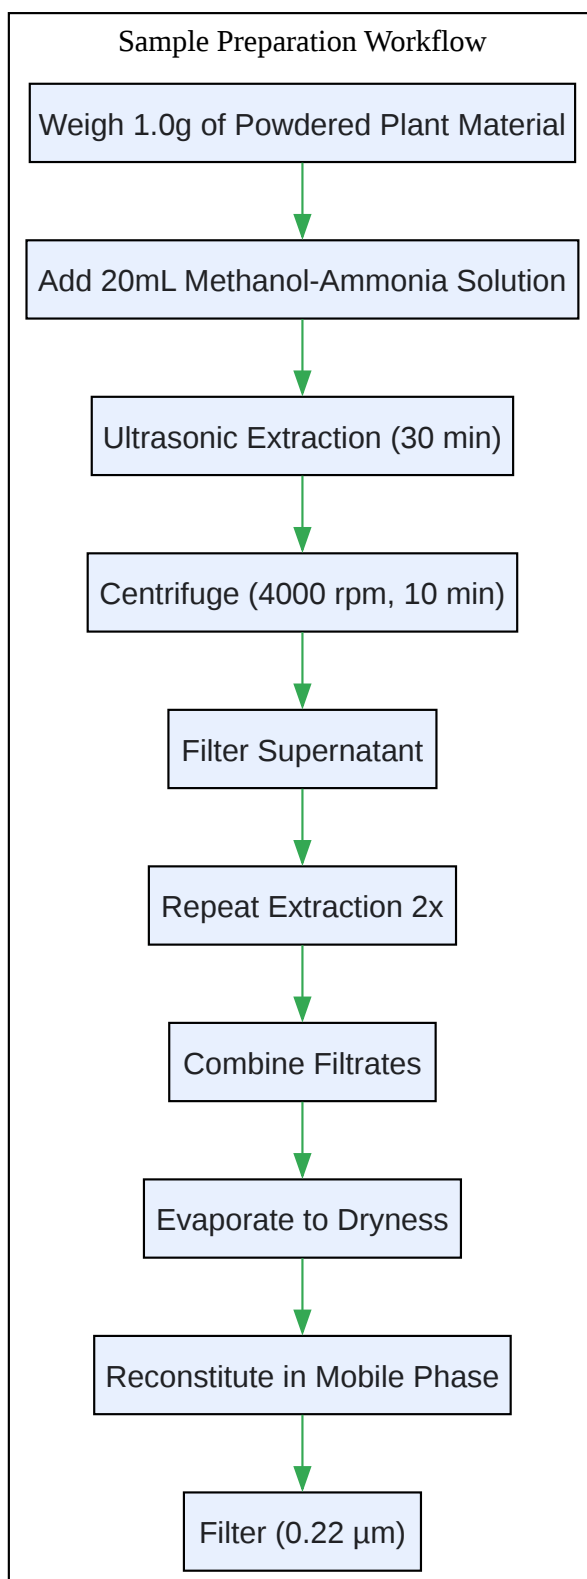 Sample Preparation Workflow
Weigh 1.0g of Powdered Plant Material
Add 20mL Methanol-Ammonia Solution
Ultrasonic Extraction (30 min)
Centrifuge (4000 rpm, 10 min)
Filter Supernatant
Repeat Extraction 2x
Combine Filtrates
Evaporate to Dryness
Reconstitute in Mobile Phase
Filter (0.22 µm)